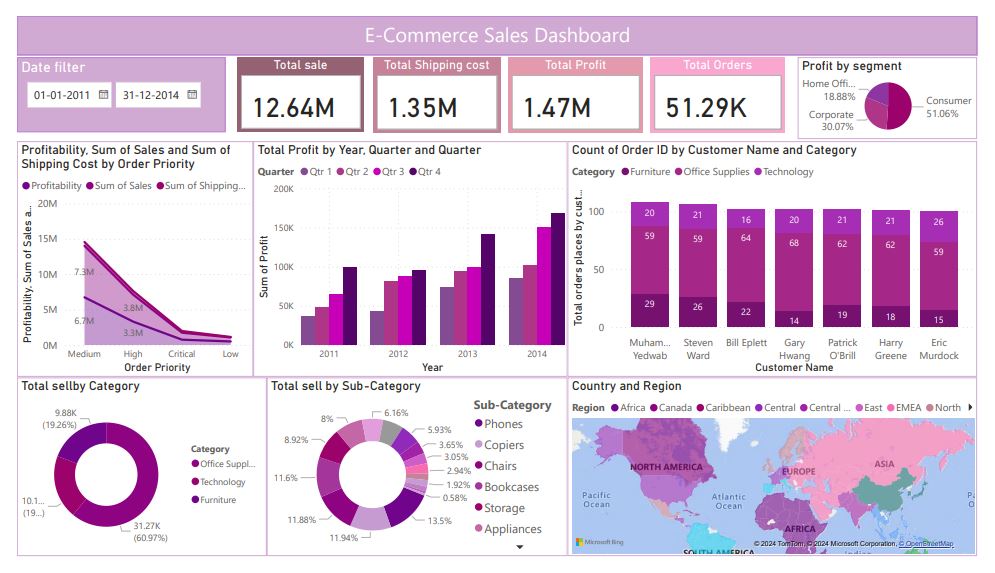 E-Commerce Sales Dashboard
Date filter
01-01-2011
31-12-2014
Total sale
12.64M
Total Shipping cost
1.35M
Total Profit
1.47M
Total Orders
51.29K
Profit by segment
Home Offi...
18.88%
Corporate
30.07%
Consumer
51.06%
Profitability, Sum of Sales and Sum of
Shipping Cost by Order Priority
Profitability Sum of Sales Sum of Shipping...
Profitability, Sum of Sales a...
20M
15M
10M
5M
0M
7.3M
6.7M
3.8M
3.3M
Medium High Critical Low
Order Priority
Total Profit by Year, Quarter and Quarter
Quarter Qtr 1 Qtr 2 Qtr 3 Qtr 4
Sum of Profit
200K
150K
100K
50K
0K
2011 2012 2013 2014
Year
Count of Order ID by Customer Name and Category
Category Furniture Office Supplies Technology
Total orders places by cust...
100
50
0
20 21 16 20 21 21 26
59 59 64 68 62 62 59
29 26 22 14 19 18 15
Muham... Steven Bill Eplett Gary Patrick Harry Eric
Yedwab Ward Hwang O'Brill Greene Murdock
Customer Name
Total sellby Category
9.88K
(19.26%)
10.1...
(19...)
31.27K
(60.97%)
Category
Office Suppl...
Technology
Furniture
Total sell by Sub-Category
6.16%
8%
5.93%
8.92%
3.65%
3.05%
2.94%
11.6%
1.92%
0.58%
11.88%
13.5%
11.94%
Sub-Category
Phones
Copiers
Chairs
Bookcases
Storage
Appliances
Country and Region
Region Africa Canada Caribbean Central Central ... East EMEA North
NORTH AMERICA
EUROPE
ASIA
Pacific
Ocean
Atlantic
Ocean
AFRICA
SOUTH AMERICA
Microsoft Bing
© 2024 TomTom, © 2024 Microsoft Corporation, © OpenStreetMap